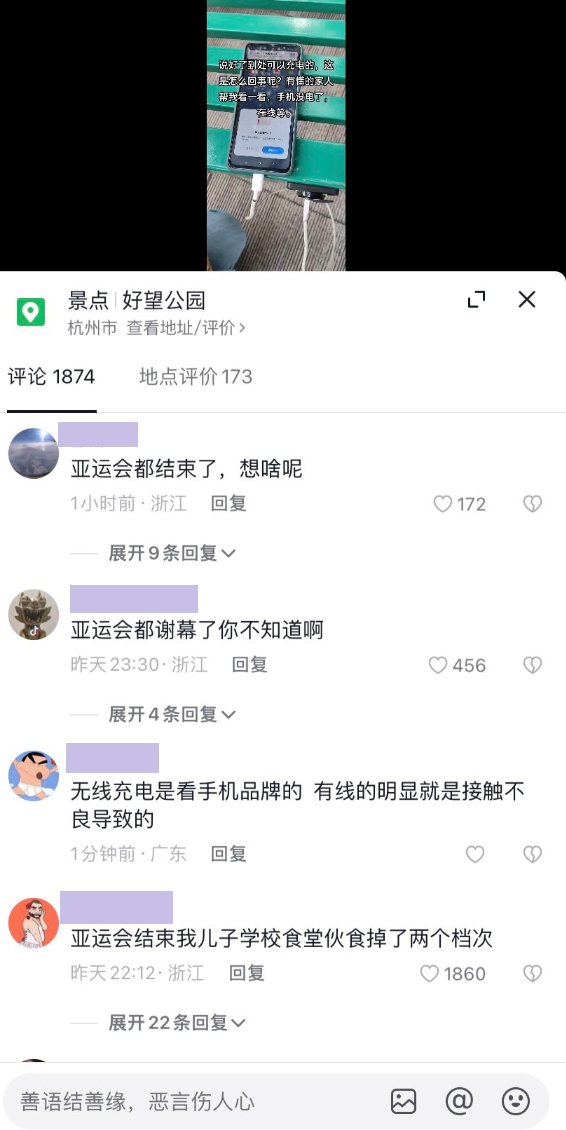 说好了到处可以充电的，这
是怎么回事呢？有懂的家人
帮我看一看，手机没电了，
在线等。
景点 | 好望公园
杭州市 查看地址/评价>
评论 1874 地点评价 173
亚运会都结束了，想啥呢
1小时前 · 浙江 回复 172
展开9条回复
亚运会都谢幕了你不知道啊
昨天23:30 · 浙江 回复 456
展开4条回复
无线充电是看手机品牌的 有线的明显就是接触不
良导致的
1分钟前 · 广东 回复
亚运会结束我儿子学校食堂伙食掉了两个档次
昨天22:12 · 浙江 回复 1860
展开22条回复
善语结善缘，恶言伤人心